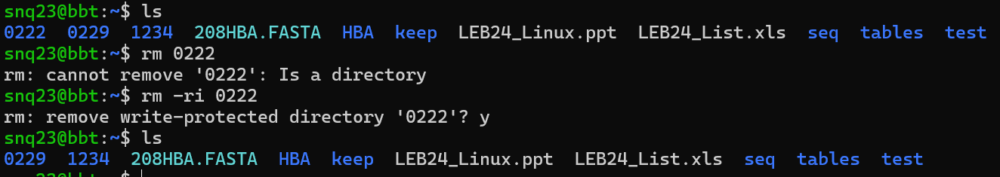 snq23@bbt:~$ ls
0222  0229  1234  208HBA.FASTA  HBA  keep  LEB24_Linux.ppt  LEB24_List.xls  seq  tables  test
snq23@bbt:~$ rm 0222
rm: cannot remove '0222': Is a directory
snq23@bbt:~$ rm -ri 0222
rm: remove write-protected directory '0222'? y
snq23@bbt:~$ ls
0229  1234  208HBA.FASTA  HBA  keep  LEB24_Linux.ppt  LEB24_List.xls  seq  tables  test